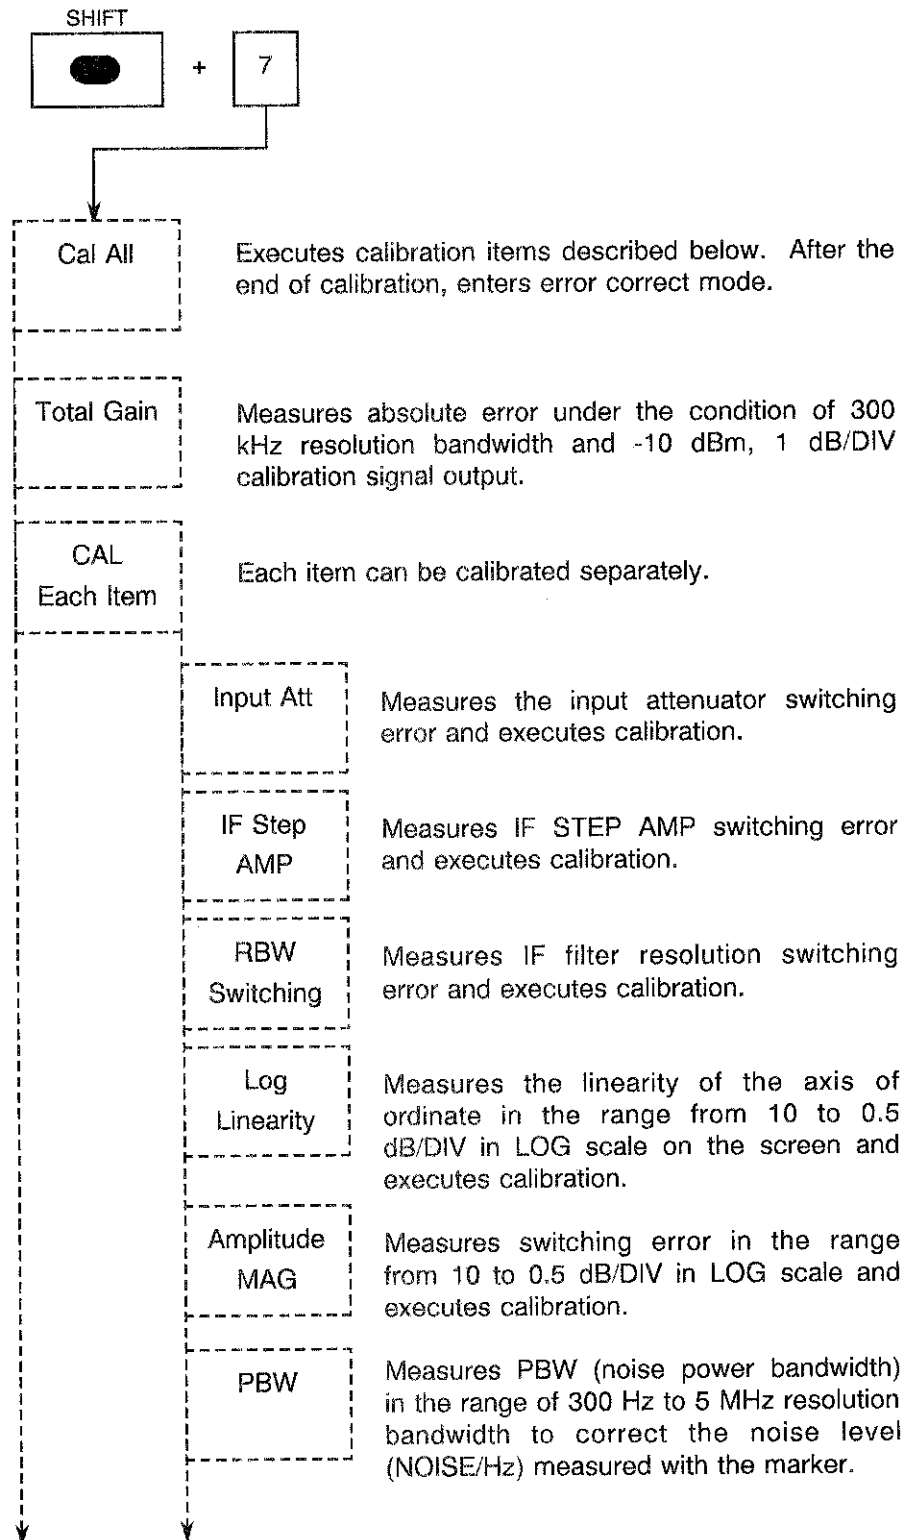 SHIFT
+ 7
Cal All
Executes calibration items described below. After the
end of calibration, enters error correct mode.
Total Gain
Measures absolute error under the condition of 300
kHz resolution bandwidth and -10 dBm, 1 dB/DIV
calibration signal output.
CAL
Each Item
Each item can be calibrated separately.
Input Att
Measures the input attenuator switching
error and executes calibration.
IF Step
AMP
Measures IF STEP AMP switching error
and executes calibration.
RBW
Switching
Measures IF filter resolution switching
error and executes calibration.
Log
Linearity
Measures the linearity of the axis of
ordinate in the range from 10 to 0.5
dB/DIV in LOG scale on the screen and
executes calibration.
Amplitude
MAG
Measures switching error in the range
from 10 to 0.5 dB/DIV in LOG scale and
executes calibration.
PBW
Measures PBW (noise power bandwidth)
in the range of 300 Hz to 5 MHz resolution
bandwidth to correct the noise level
(NOISE/Hz) measured with the marker.